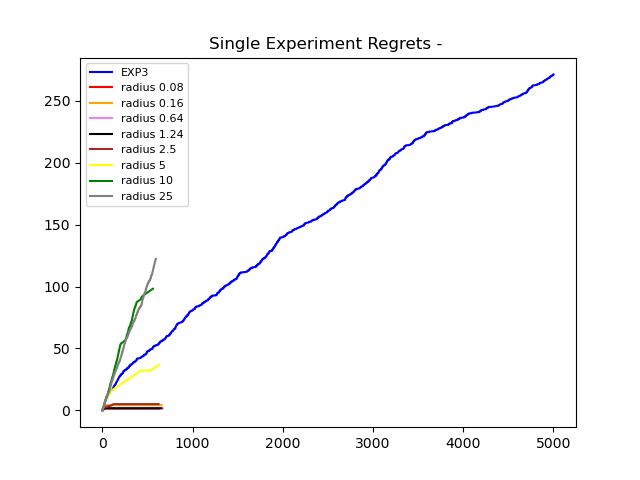 Single Experiment Regrets -
EXP3
radius 0.08
radius 0.16
radius 0.64
radius 1.24
radius 2.5
radius 5
radius 10
radius 25
250
200
150
100
50
0
0 1000 2000 3000 4000 5000